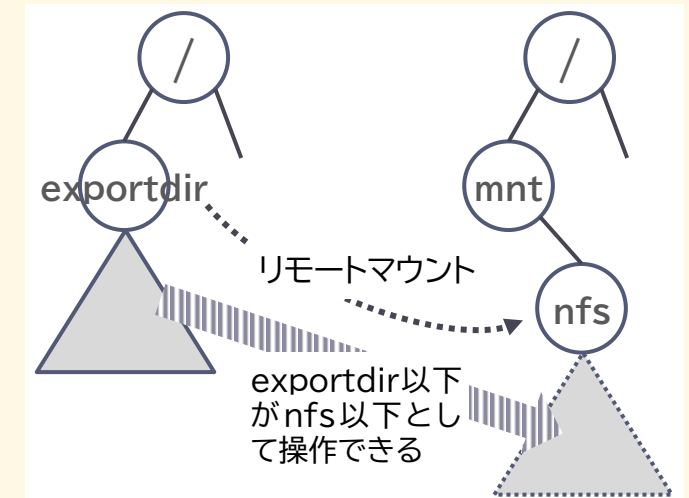 /
/
exportdir
mnt
リモートマウント
nfs
exportdir以下
がnfs以下とし
て操作できる